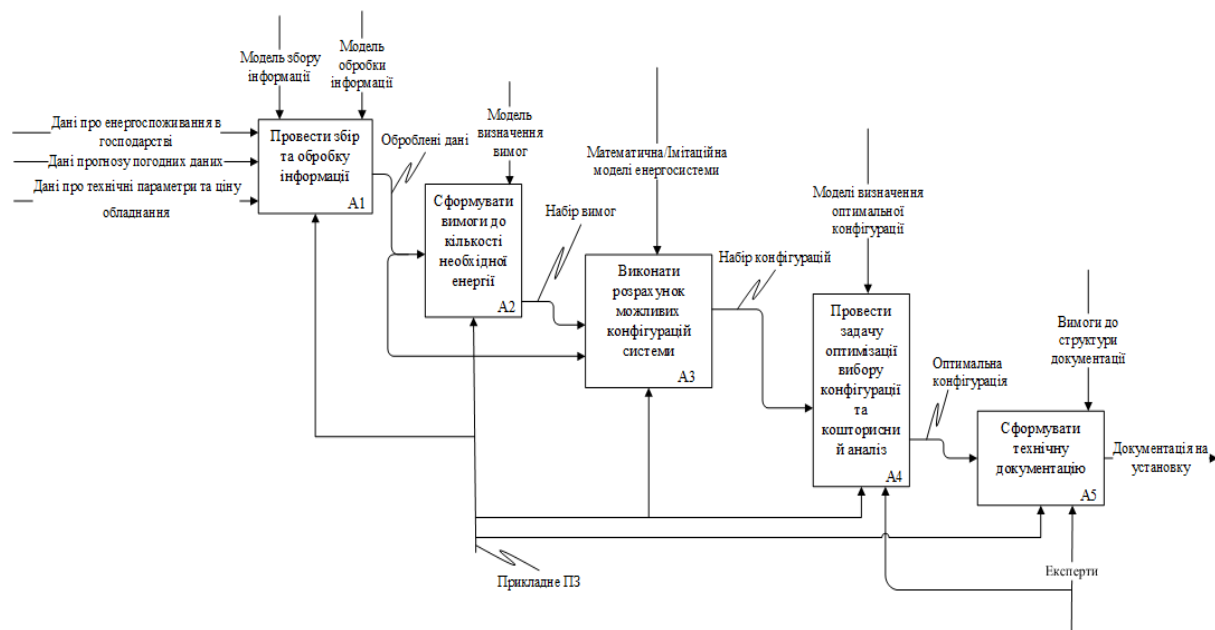 Модель збору
інформації
Модель
обробки
інформації
Дані про енергоспоживання в
господарстві
Дані прогнозу погодних даних
Дані про технічні параметри та ціну
обладнання
Провести збір
та обробку
інформації
A1
Оброблені дані
Модель
визначення
вимог
Сформувати
вимоги до
кількості
необхідної
енергії
A2
Набір вимог
Математична/Імітаційна
моделі енергосистеми
Виконати
розрахунок
можливих
конфігурацій
системи
A3
Набір конфігурацій
Моделі визначення
оптимальної
конфігурації
Провести
задачу
оптимізації
вибору
конфігурації
та
кошторисни
й аналіз
A4
Оптимальна
конфігурація
Вимоги до
структури
документації
Сформувати
технічну
документацію
A5
Документація на
установку
Прикладне ПЗ
Експерти